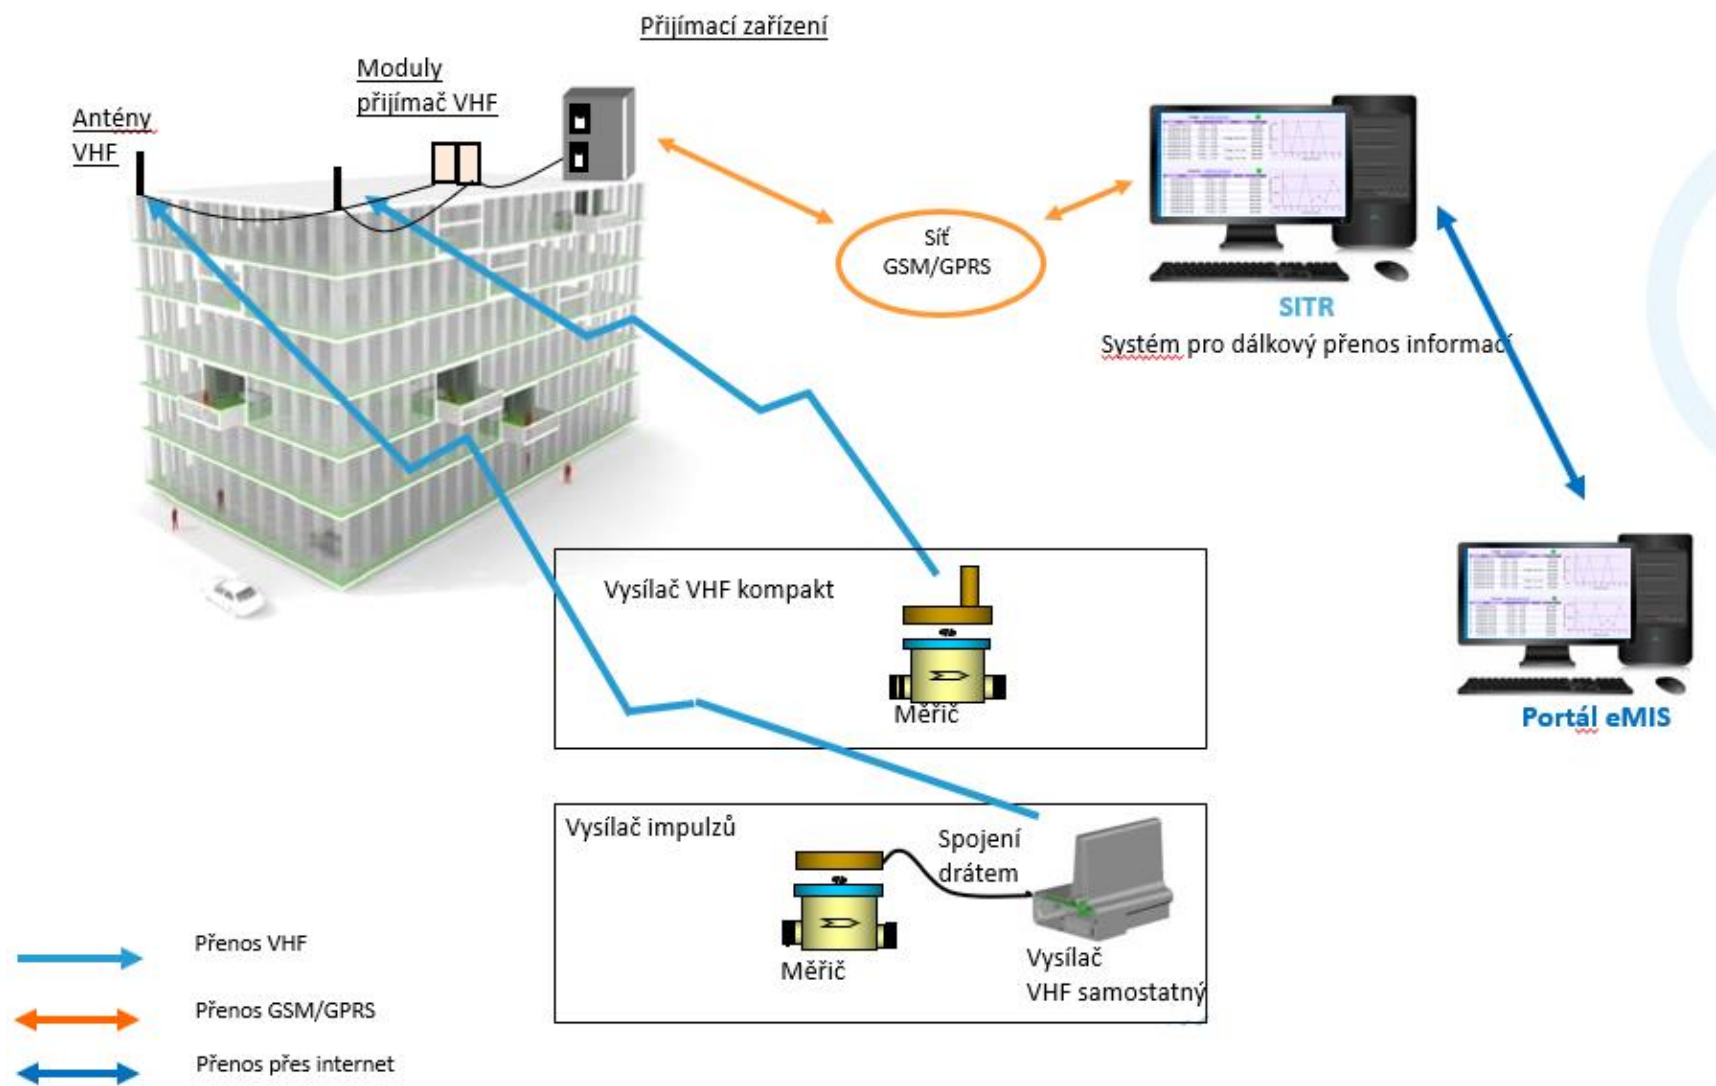 Přijímací zařízení
Moduly
přijímač VHF
Antény
VHF
Síť
GSM/GPRS
SITR
Systém pro dálkový přenos informací
Vysílač VHF kompakt
Měřič
Portál eMIS
Vysílač impulzů
Spojení
drátem
Měřič
Vysílač
VHF samostatný
Přenos VHF
Přenos GSM/GPRS
Přenos přes internet